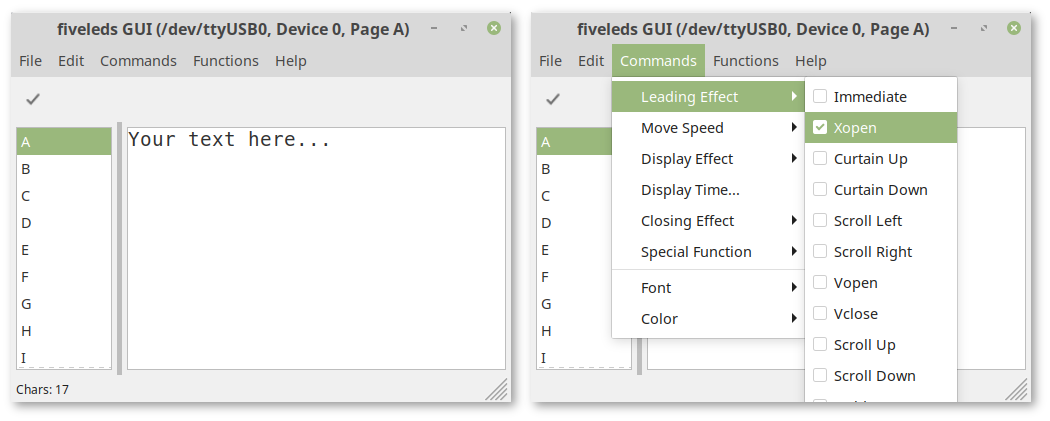 fiveleds GUI (/dev/ttyUSB0, Device 0, Page A)
File Edit Commands Functions Help
A
B
C
D
E
F
G
H
I
Your text here...
Chars: 17
fiveleds GUI (/dev/ttyUSB0, Device 0, Page A)
File Edit Commands Functions Help
A
B
C
D
E
F
G
H
I
Leading Effect
Move Speed
Display Effect
Display Time...
Closing Effect
Special Function
Font
Color
Immediate
Xopen
Curtain Up
Curtain Down
Scroll Left
Scroll Right
Vopen
Vclose
Scroll Up
Scroll Down